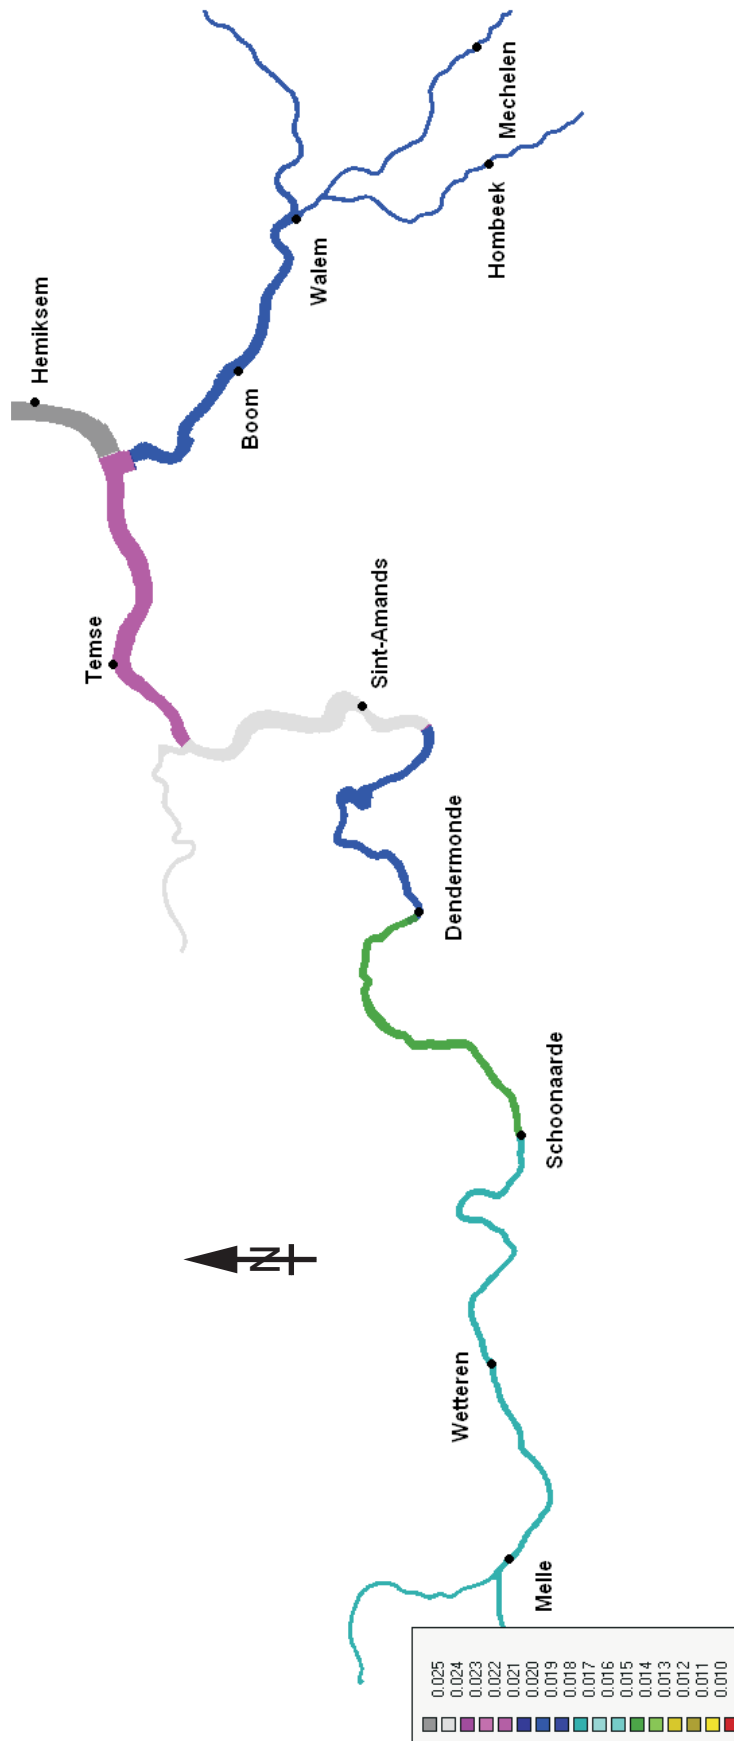 Hemiksem
Temse
Boom
Walem
Mechelen
Hombeek
Sint-Amands
Dendermonde
Schoonaarde
Wetteren
Melle
N
0.025
0.024
0.023
0.022
0.021
0.020
0.019
0.018
0.017
0.016
0.015
0.014
0.013
0.012
0.011
0.010